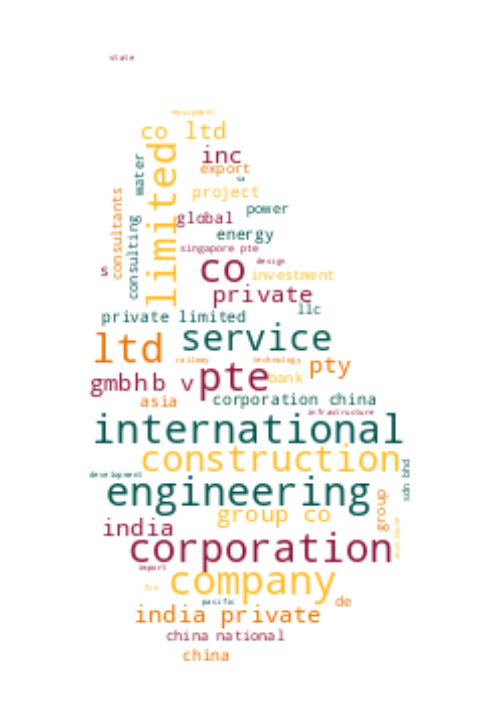 state
equipment
co ltd
limited
inc
water
export
consultants
project
power
global
consulting
energy
singapore pte
design
s
co
investment
private
llc
private limited
service
ltd
railway
technology
pty
gmbh
b v
pte
bank
asia
corporation china
infrastructure
international
construction
sdn bhd
development
engineering
group
group co
india
corporation
import
company
pacific
de
india private
china national
china